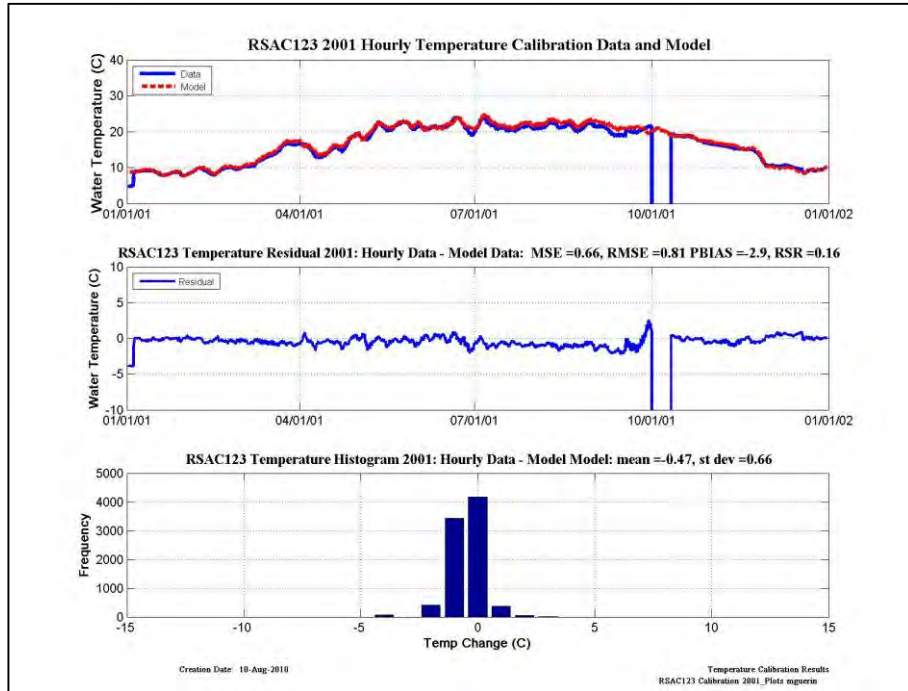 RSAC123 2001 Hourly Temperature Calibration Data and Model
Water Temperature (C)
40
30
20
10
0
Data
Model
01/01/01 04/01/01 07/01/01 10/01/01 01/01/02
RSAC123 Temperature Residual 2001: Hourly Data - Model Data: MSE =0.66, RMSE =0.81 PBIAS =-2.9, RSR =0.16
Water Temperature (C)
10
5
0
-5
-10
Residual
01/01/01 04/01/01 07/01/01 10/01/01 01/01/02
RSAC123 Temperature Histogram 2001: Hourly Data - Model Model: mean =-0.47, st dev =0.66
Frequency
5000
4000
3000
2000
1000
0
-15 -10 -5 0 5 10 15
Temp Change (C)
Creation Date: 10-Aug-2010
Temperature Calibration Results
RSAC123 Calibration 2001_Plots mguerin